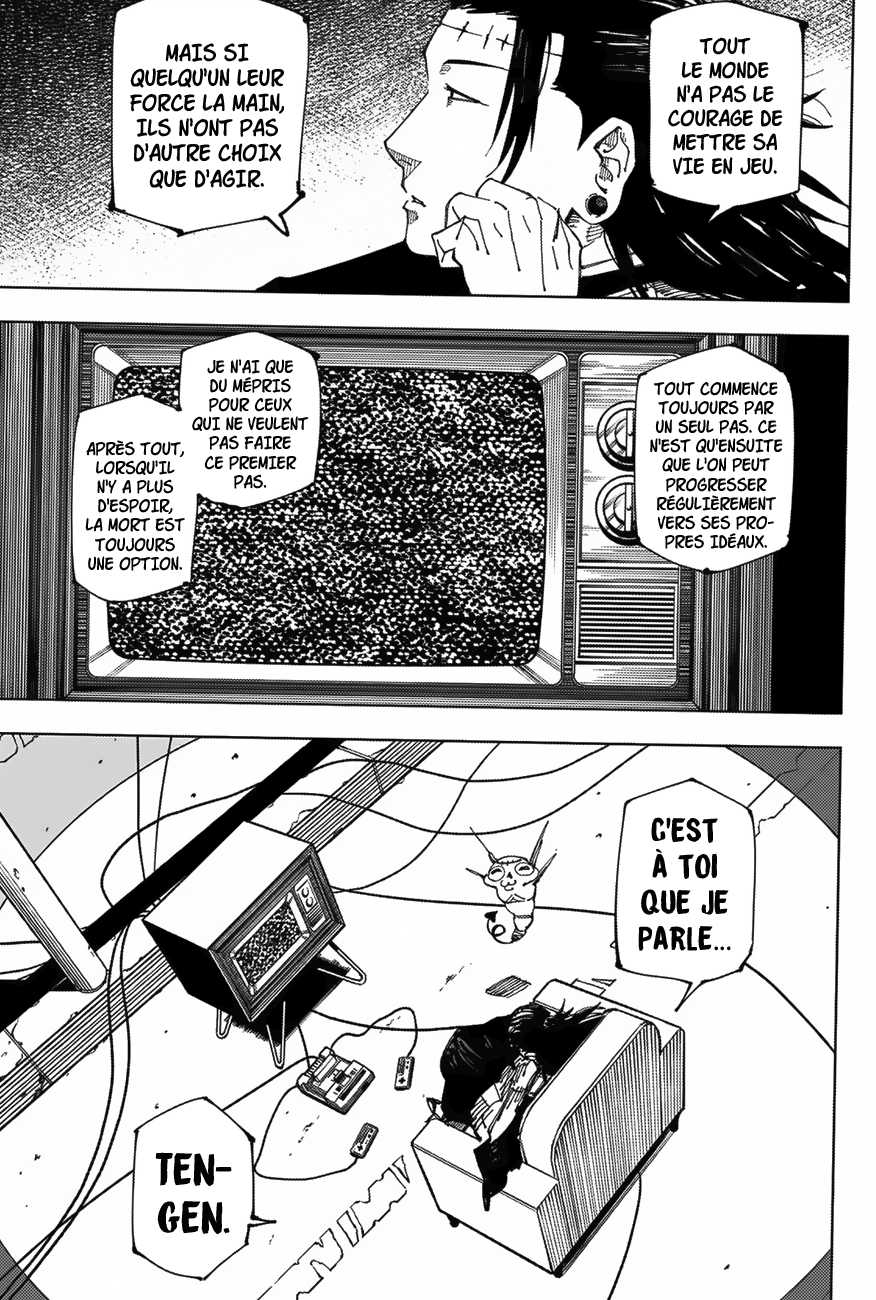 TOUT
LE MONDE
N'A PAS LE
COURAGE DE
METTRE SA
VIE EN JEU.
MAIS SI
QUELQU'UN LEUR
FORCE LA MAIN,
ILS N'ONT PAS
D'AUTRE CHOIX
QUE D'AGIR.
TOUT COMMENCE
TOUJOURS PAR
UN SEUL PAS. CE
N'EST QU'ENSUITE
QUE L'ON PEUT
PROGRESSER
RÉGULIÈREMENT
VERS SES PRO-
PRES IDÉAUX.
JE N'AI QUE
DU MÉPRIS
POUR CEUX
QUI NE VEULENT
PAS FAIRE
CE PREMIER
PAS.
APRÈS TOUT,
LORSQU'IL
N'Y A PLUS
D'ESPOIR,
LA MORT EST
TOUJOURS
UNE OPTION.
C'EST
À TOI
QUE JE
PARLE...
TEN-
GEN.